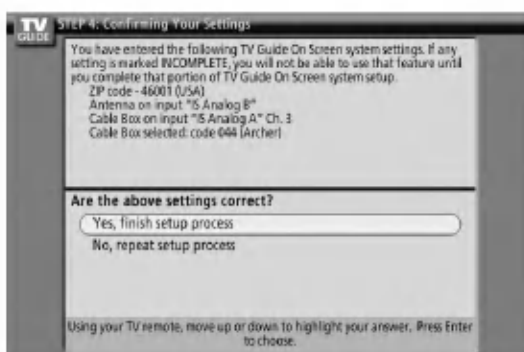 TV
GUIDE
STEP 4: Confirming Your Settings
You have entered the following TV Guide On Screen system settings. If any
setting is marked INCOMPLETE, you will not be able to use that feature until
you complete that portion of TV Guide On Screen system setup.
ZIP code - 46001 (USA)
Antenna on input "IS Analog B"
Cable Box on input "IS Analog A" Ch. 3
Cable Box selected: code 044 (Archer)
Are the above settings correct?
Yes, finish setup process
No, repeat setup process
Using your TV remote, move up or down to highlight your answer. Press Enter
to choose.